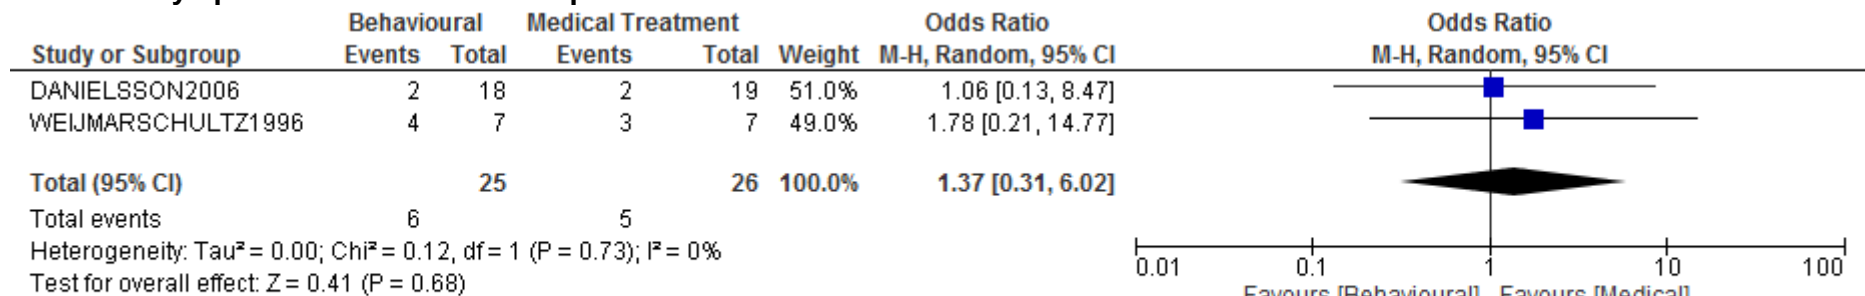 Behavioural Medical Treatment Odds Ratio Odds Ratio
Study or Subgroup Events Total Events Total Weight M-H, Random, 95% CI M-H, Random, 95% CI
DANIELSSON2006 2 18 2 19 51.0% 1.06 [0.13, 8.47]
WEIJMARSCHULTZ1996 4 7 3 7 49.0% 1.78 [0.21, 14.77]
Total (95% CI) 25 26 100.0% 1.37 [0.31, 6.02]
Total events 6 5
Heterogeneity: Tau² = 0.00; Chi² = 0.12, df = 1 (P = 0.73); I² = 0%
Test for overall effect: Z = 0.41 (P = 0.68)
0.01 0.1 1 10 100
Favours [Behavioural] Favours [Medical]